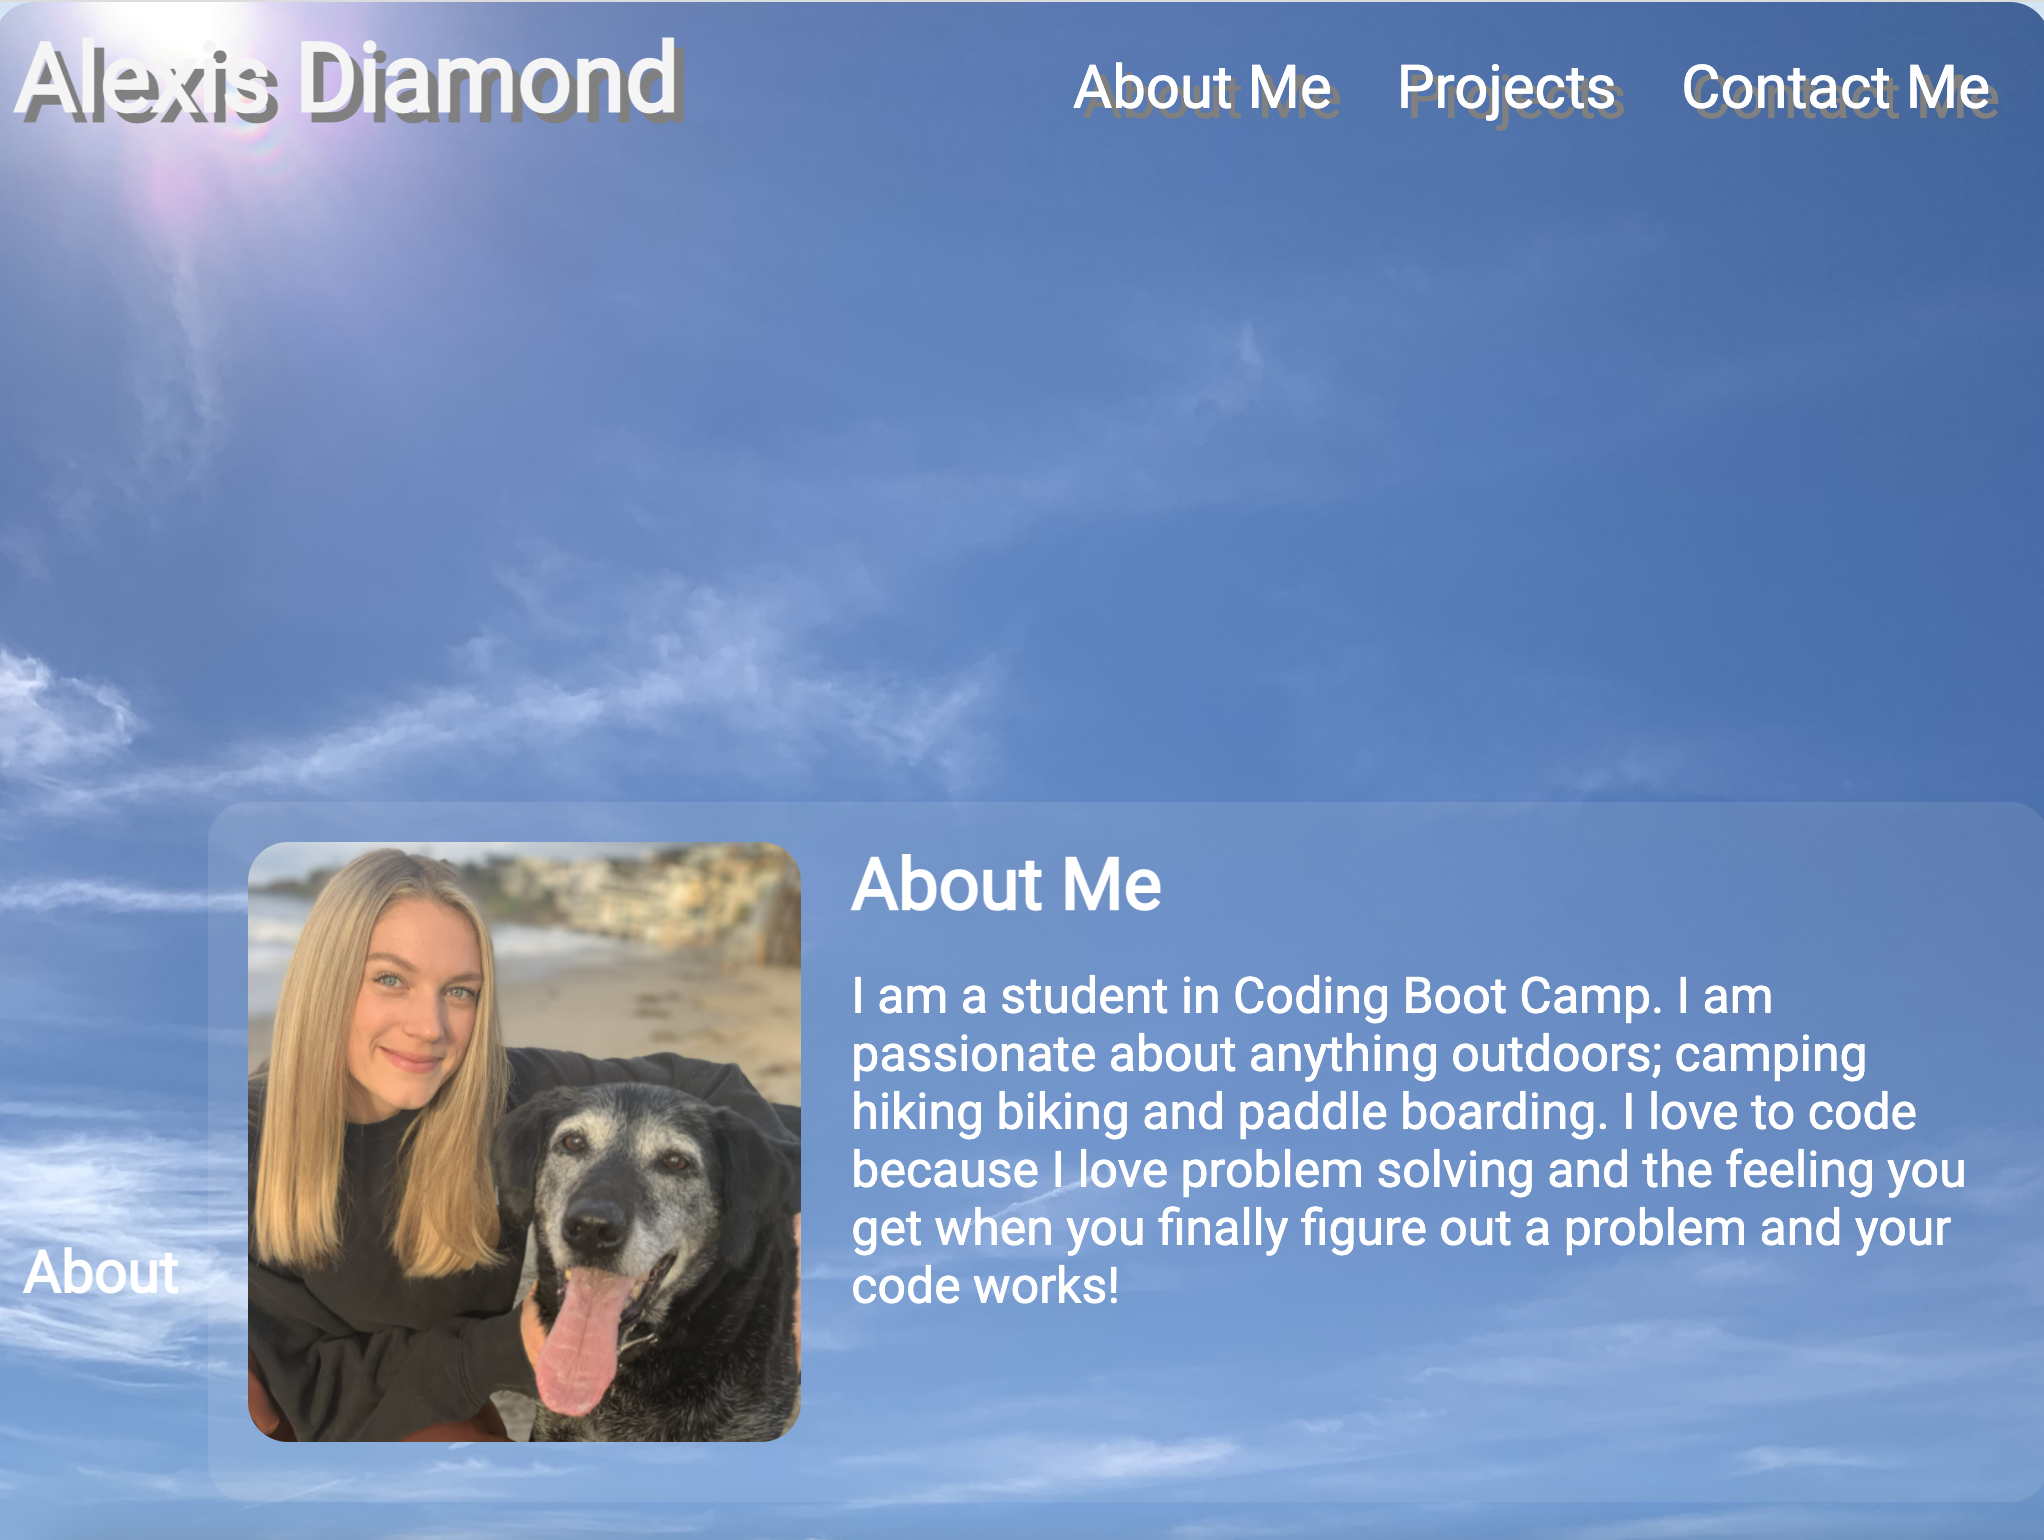 Alexis Diamond
About Me
Projects
Contact Me
About
About Me
I am a student in Coding Boot Camp. I am
passionate about anything outdoors; camping
hiking biking and paddle boarding. I love to code
because I love problem solving and the feeling you
get when you finally figure out a problem and your
code works!